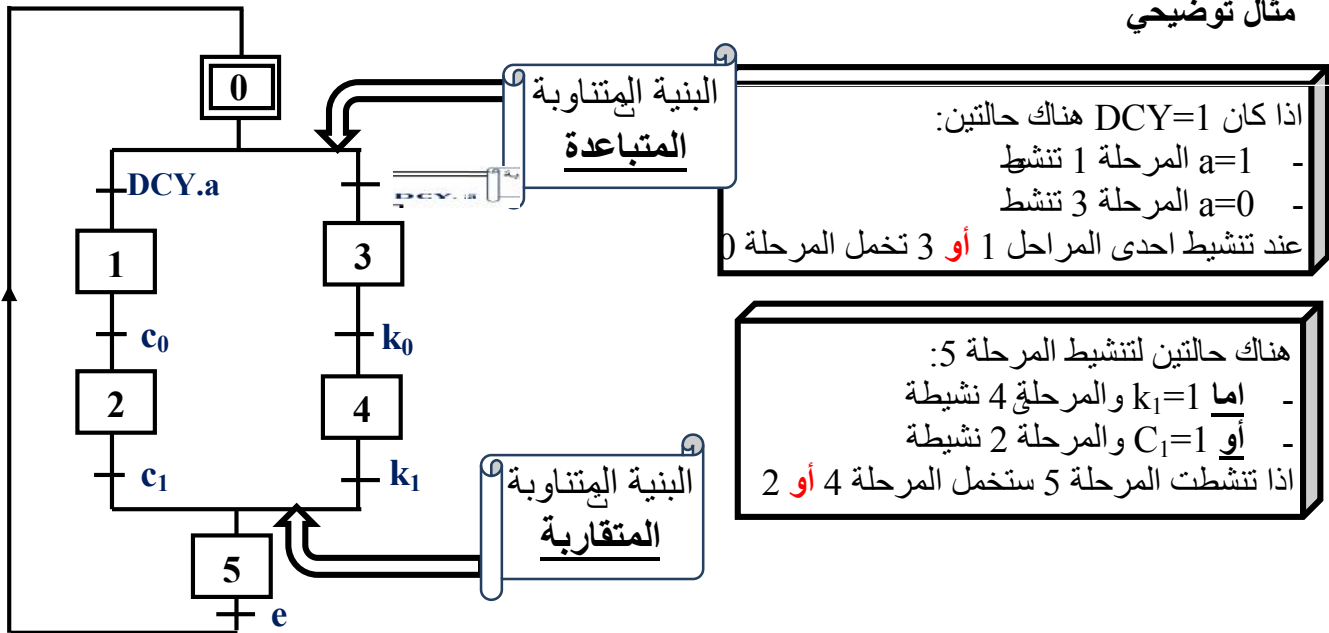 مثال توضيحي
0
البنية المتناوبة
المتباعدة
اذا كان DCY=1 هناك حالتين:
- a=1 المرحلة 1 تنشط
- a=0 المرحلة 3 تنشط
عند تنشيط احدى المراحل 1 أو 3 تخمل المرحلة 0
DCY.a
1
3
c₀
k₀
2
4
c₁
k₁
هناك حالتين لتنشيط المرحلة 5:
- اما k₁=1 والمرحلة 4 نشيطة
- أو C₁=1 والمرحلة 2 نشيطة
اذا تنشطت المرحلة 5 ستخمل المرحلة 4 أو 2
البنية المتناوبة
المتقاربة
5
e